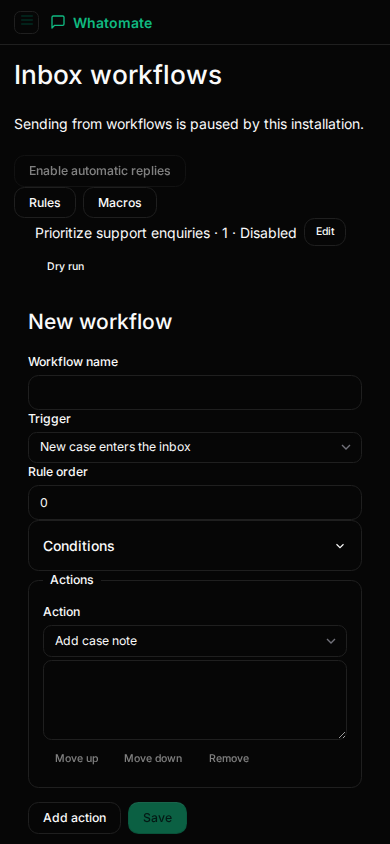 Whatomate
Inbox workflows
Sending from workflows is paused by this installation.
Enable automatic replies
Rules Macros
Prioritize support enquiries · 1 · Disabled Edit
Dry run
New workflow
Workflow name
Trigger
New case enters the inbox
Rule order
0
Conditions
Actions
Action
Add case note
Move up Move down Remove
Add action Save